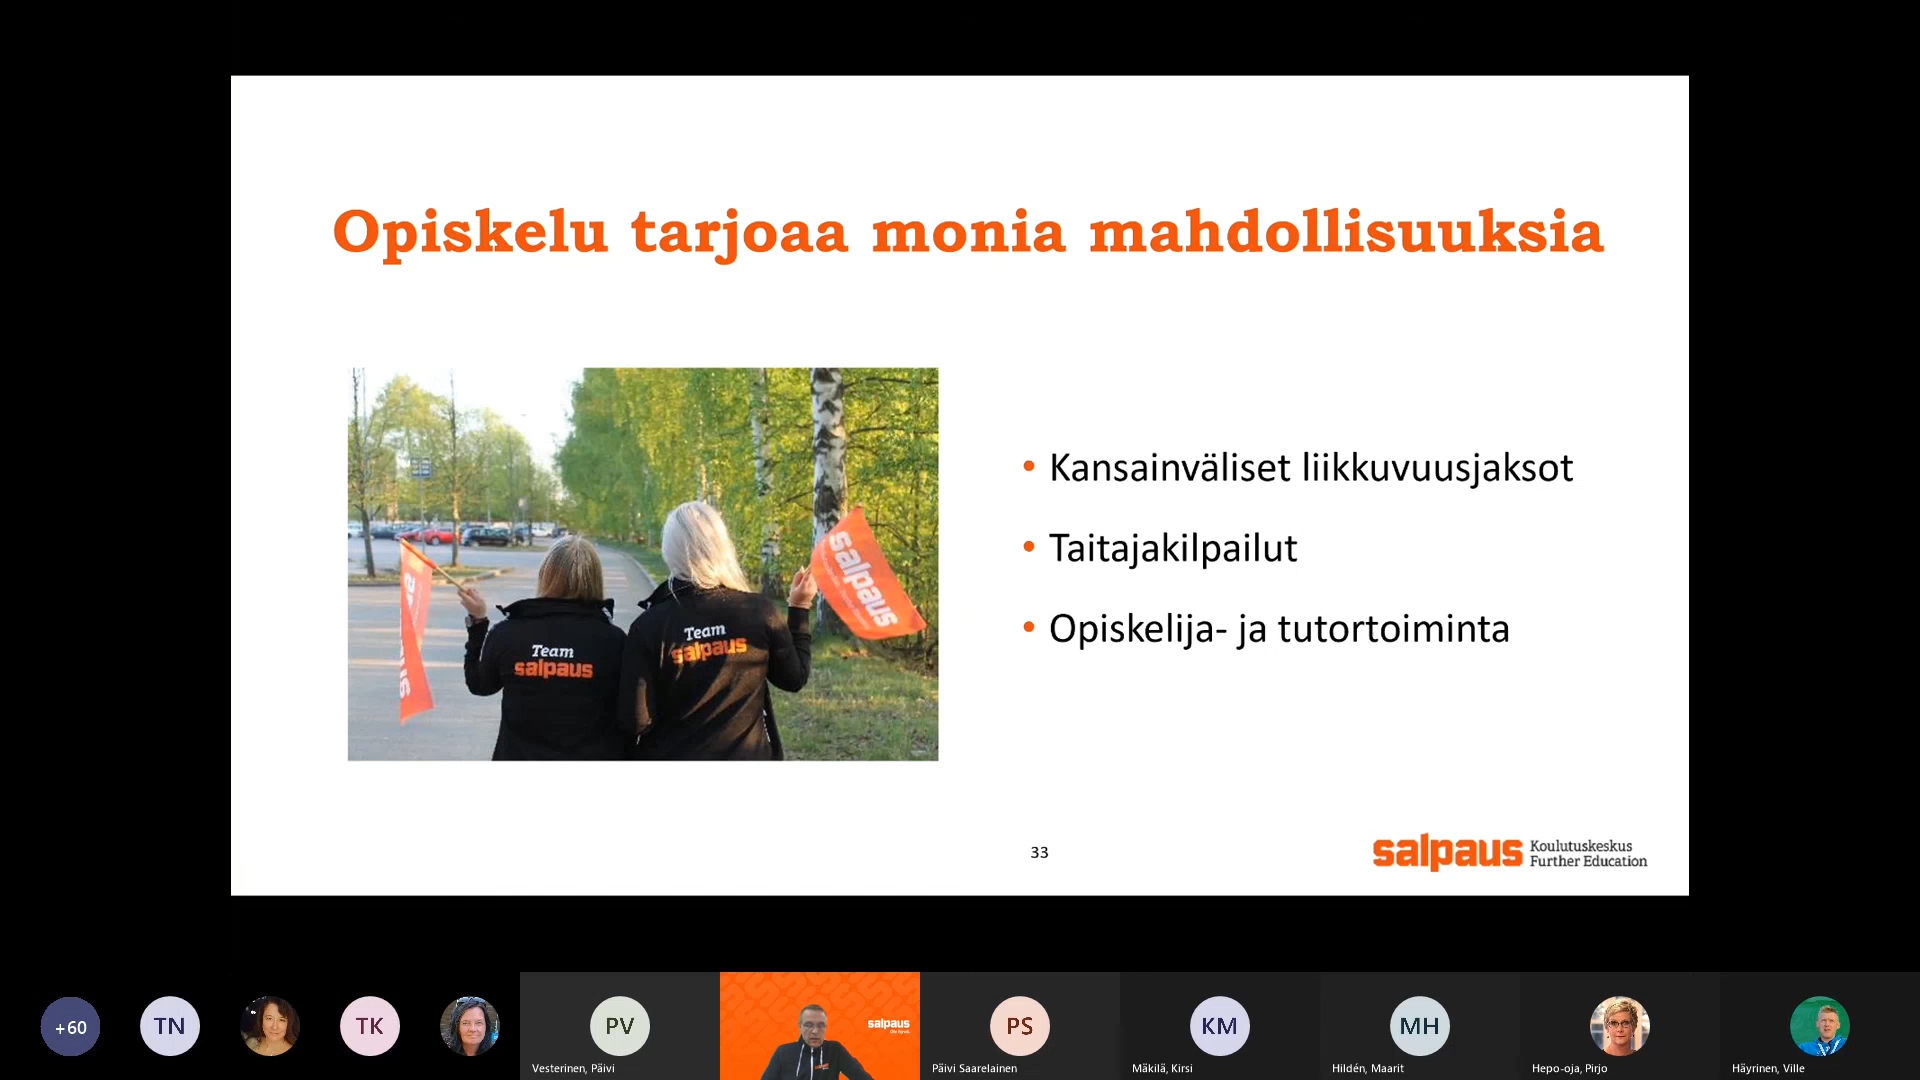 Opiskelu tarjoaa monia mahdollisuuksia
salpaus
salpaus
Team
salpaus
Team
salpaus
• Kansainväliset liikkuvuusjaksot
• Taitajakilpailut
• Opiskelija- ja tutortoiminta
33
salpaus Koulutuskeskus
Further Education
+60
TN
TK
PV
Vesterinen, Päivi
salpaus
PS
Päivi Saarelainen
KM
Mäkilä, Kirsi
MH
Hildén, Maarit
Hepo-oja, Pirjo
Häyrinen, Ville